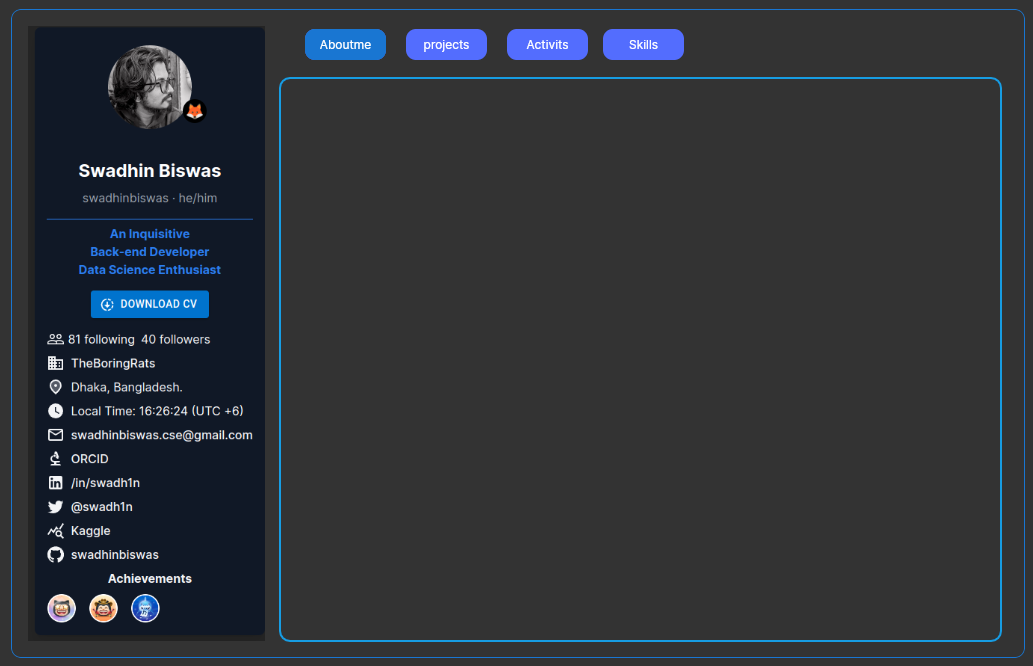 Aboutme
projects
Activits
Skills
Swadhin Biswas
swadhinbiswas · he/him
An Inquisitive
Back-end Developer
Data Science Enthusiast
DOWNLOAD CV
81 following 40 followers
TheBoringRats
Dhaka, Bangladesh.
Local Time: 16:26:24 (UTC +6)
swadhinbiswas.cse@gmail.com
ORCID
/in/swadh1n
@swadh1n
Kaggle
swadhinbiswas
Achievements